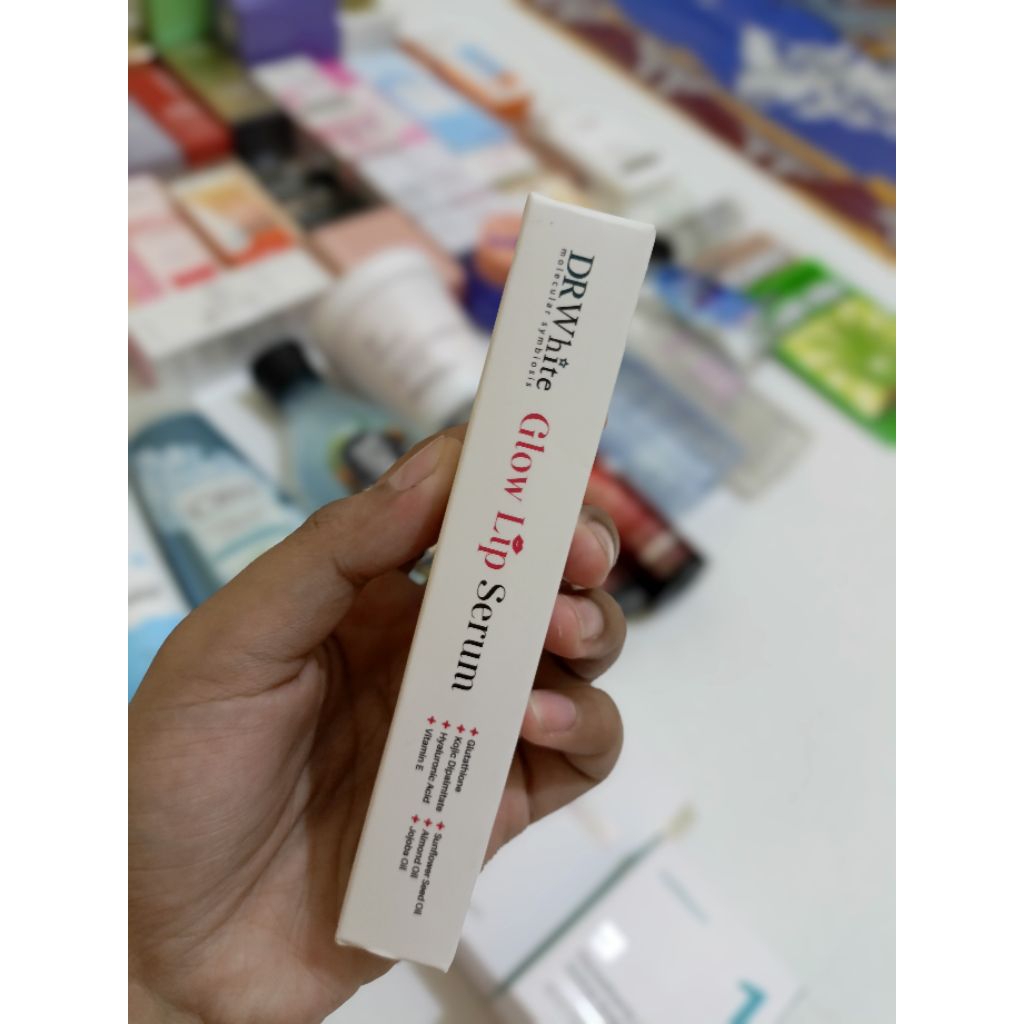 DRWhite
molecular symbiosis
Glow Lip Serum
Glutathione
Kojic Dipalmitate
Hyaluronic Acid
Vitamin E
Sunflower Seed Oil
Almond Oil
Jojoba Oil